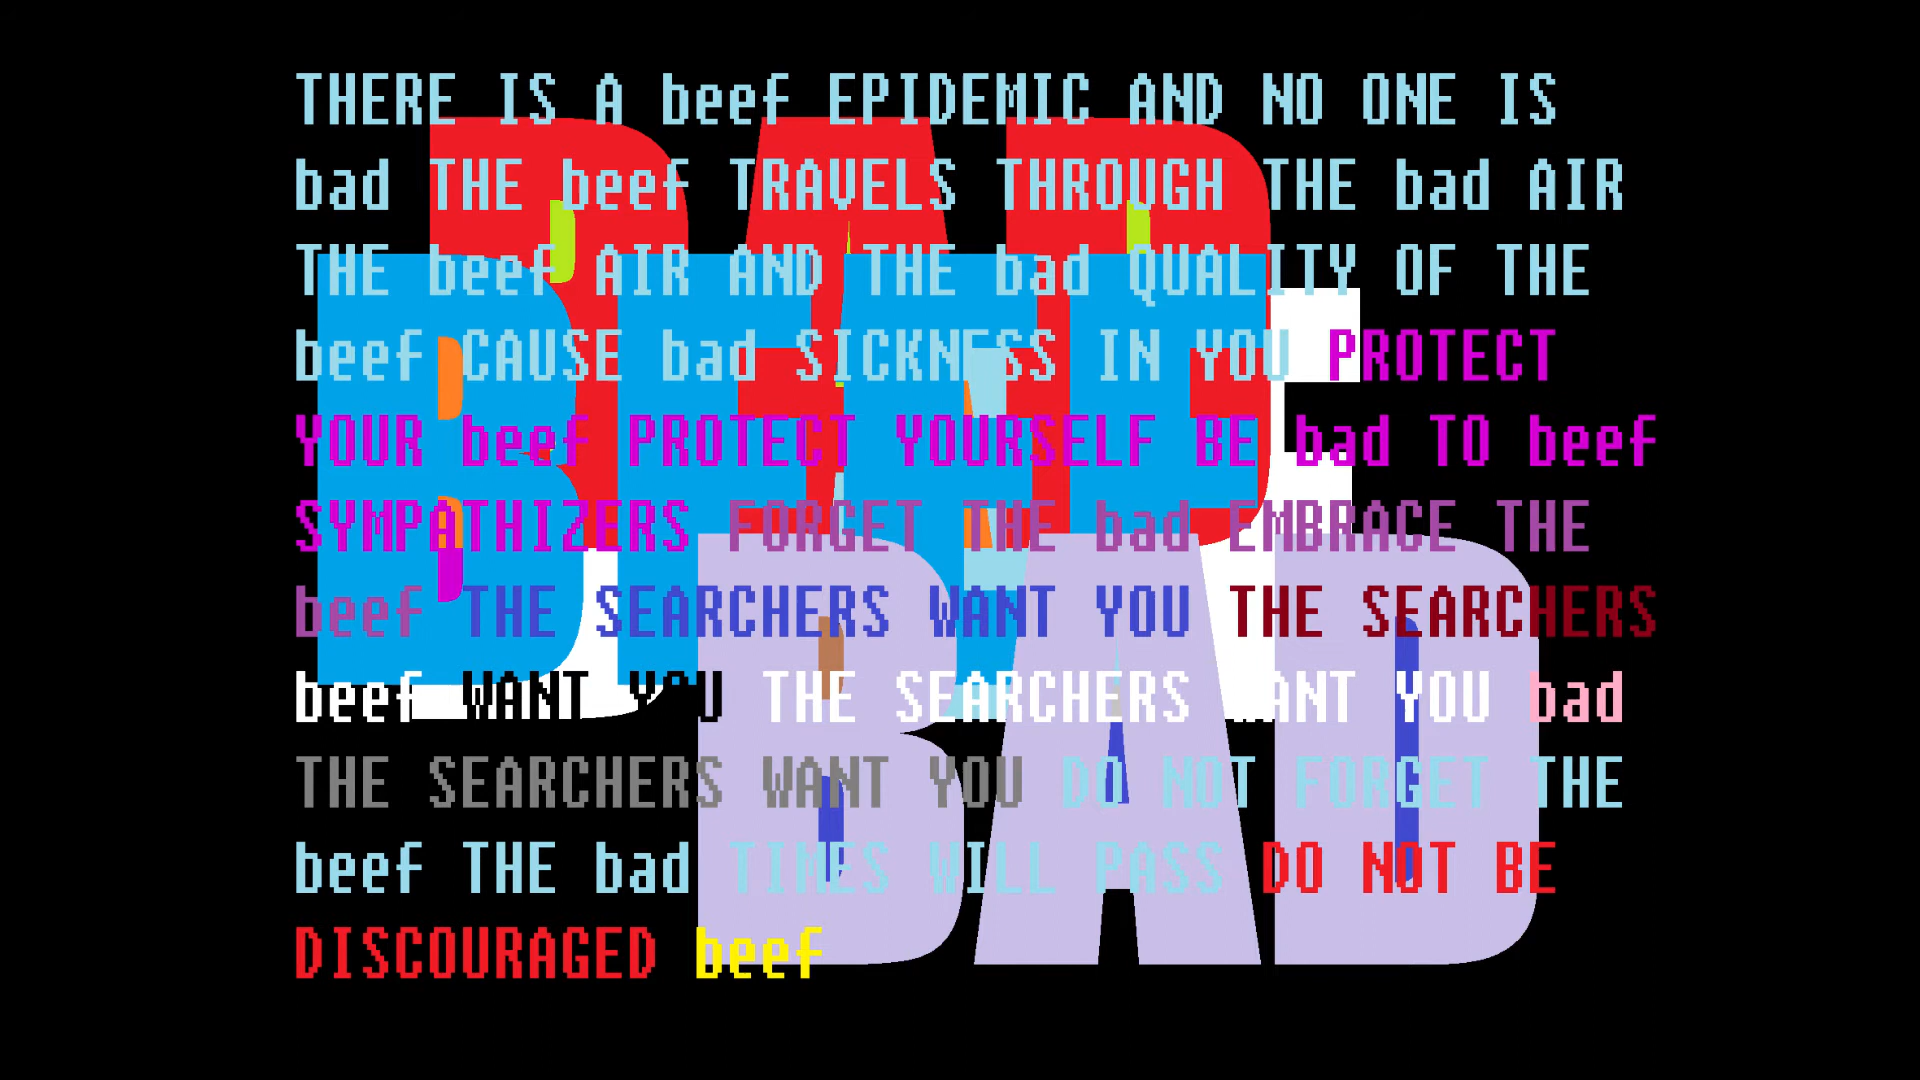 THERE IS A beef EPIDEMIC AND NO ONE IS
bad THE beef TRAVELS THROUGH THE bad AIR
THE beef AIR AND THE bad QUALITY OF THE
beef CAUSE bad SICKNESS IN YOU PROTECT
YOUR beef PROTECT YOURSELF BE bad TO beef
SYMPATHIZERS FORGET THE bad EMBRACE THE
beef THE SEARCHERS WANT YOU THE SEARCHERS
beef WANT YOU THE SEARCHERS WANT YOU bad
THE SEARCHERS WANT YOU DO NOT FORGET THE
beef THE bad TIMES WILL PASS DO NOT BE
DISCOURAGED beef
BAD
BEEF
BAD